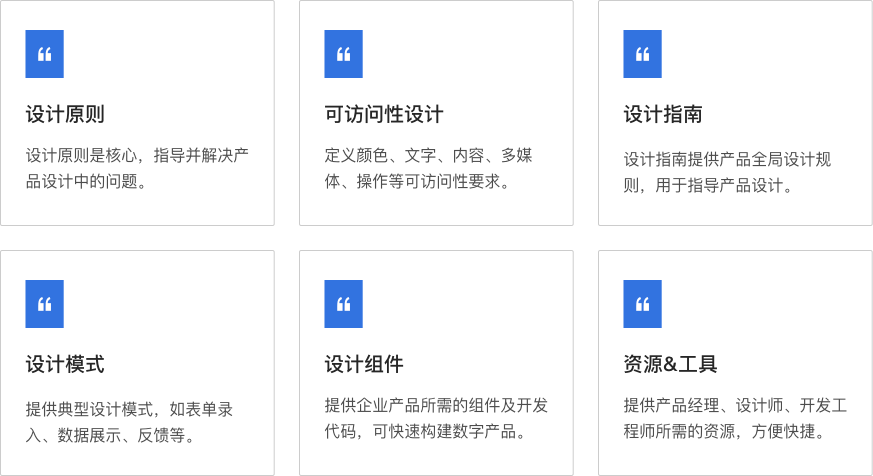 设计原则
设计原则是核心，指导并解决产
品设计中的问题。
可访问性设计
定义颜色、文字、内容、多媒
体、操作等可访问性要求。
设计指南
设计指南提供产品全局设计规
则，用于指导产品设计。
设计模式
提供典型设计模式，如表单录
入、数据展示、反馈等。
设计组件
提供企业产品所需的组件及开发
代码，可快速构建数字产品。
资源&工具
提供产品经理、设计师、开发工
程师所需的资源，方便快捷。